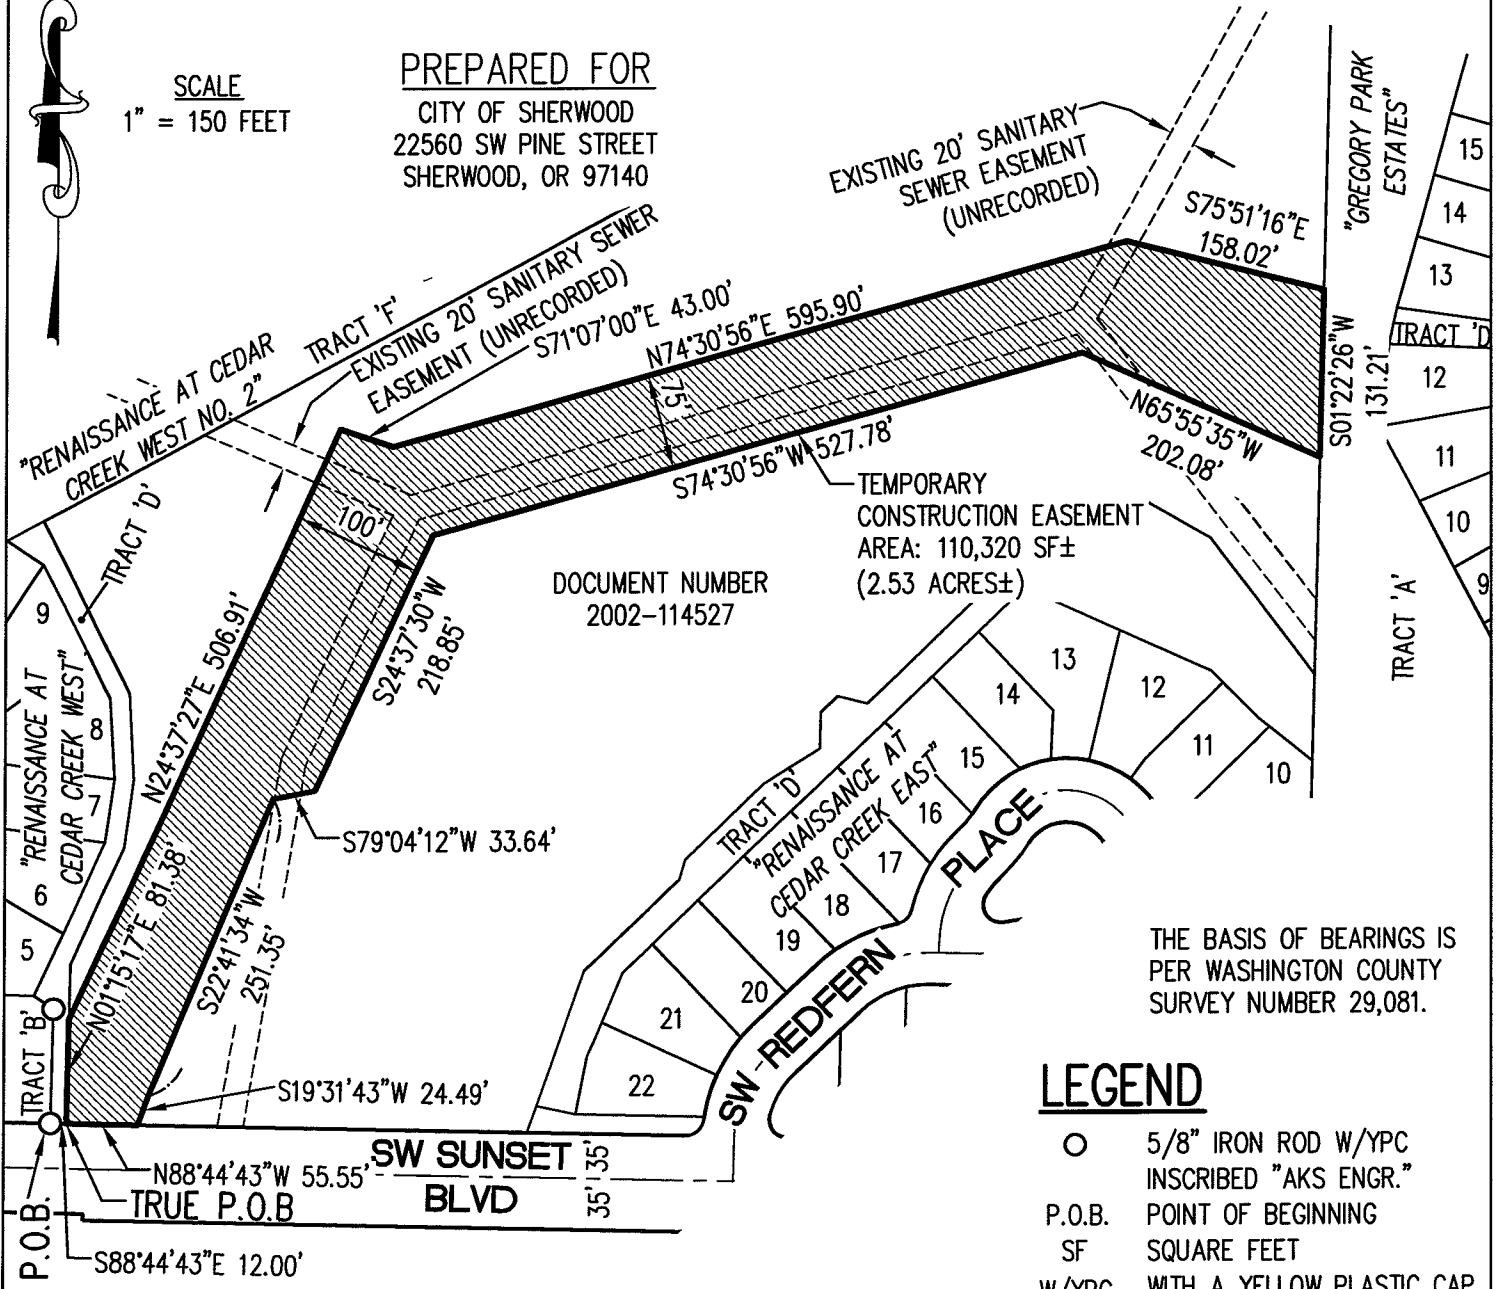 SCALE
1" = 150 FEET
PREPARED FOR
CITY OF SHERWOOD
22560 SW PINE STREET
SHERWOOD, OR 97140
EXISTING 20' SANITARY
SEWER EASEMENT
(UNRECORDED)
S75°51'16"E
158.02'
"GREGORY PARK
ESTATES"
15
14
13
TRACT 'D
12
11
10
9
TRACT 'A'
S01°22'26"W
131.21'
"RENAISSANCE AT CEDAR
CREEK WEST NO. 2"
TRACT 'F'
EXISTING 20' SANITARY SEWER
EASEMENT (UNRECORDED)
S71°07'00"E 43.00'
N74°30'56"E 595.90'
75'
S74°30'56"W 527.78'
N65°55'35"W
202.08'
TEMPORARY
CONSTRUCTION EASEMENT
AREA: 110,320 SF±
(2.53 ACRES±)
DOCUMENT NUMBER
2002-114527
100'
TRACT 'D'
9
8
7
6
5
"RENAISSANCE AT
CEDAR CREEK WEST"
N24°37'27"E 506.91'
S24°37'30"W
218.85'
S79°04'12"W 33.64'
N01°15'17"E 81.38'
S22°41'34"W
251.35'
S19°31'43"W 24.49'
TRACT 'B'
N88°44'43"W 55.55'
TRUE P.O.B
P.O.B.
S88°44'43"E 12.00'
SW SUNSET
BLVD
35'
35'
TRACT 'D'
"RENAISSANCE AT
CEDAR CREEK EAST"
13
12
11
10
14
15
16
17
18
19
20
21
22
SW REDFERN
PLACE
THE BASIS OF BEARINGS IS
PER WASHINGTON COUNTY
SURVEY NUMBER 29,081.
LEGEND
5/8" IRON ROD W/YPC
INSCRIBED "AKS ENGR."
P.O.B. POINT OF BEGINNING
SF SQUARE FEET
W/YPC WITH A YELLOW PLASTIC CAP